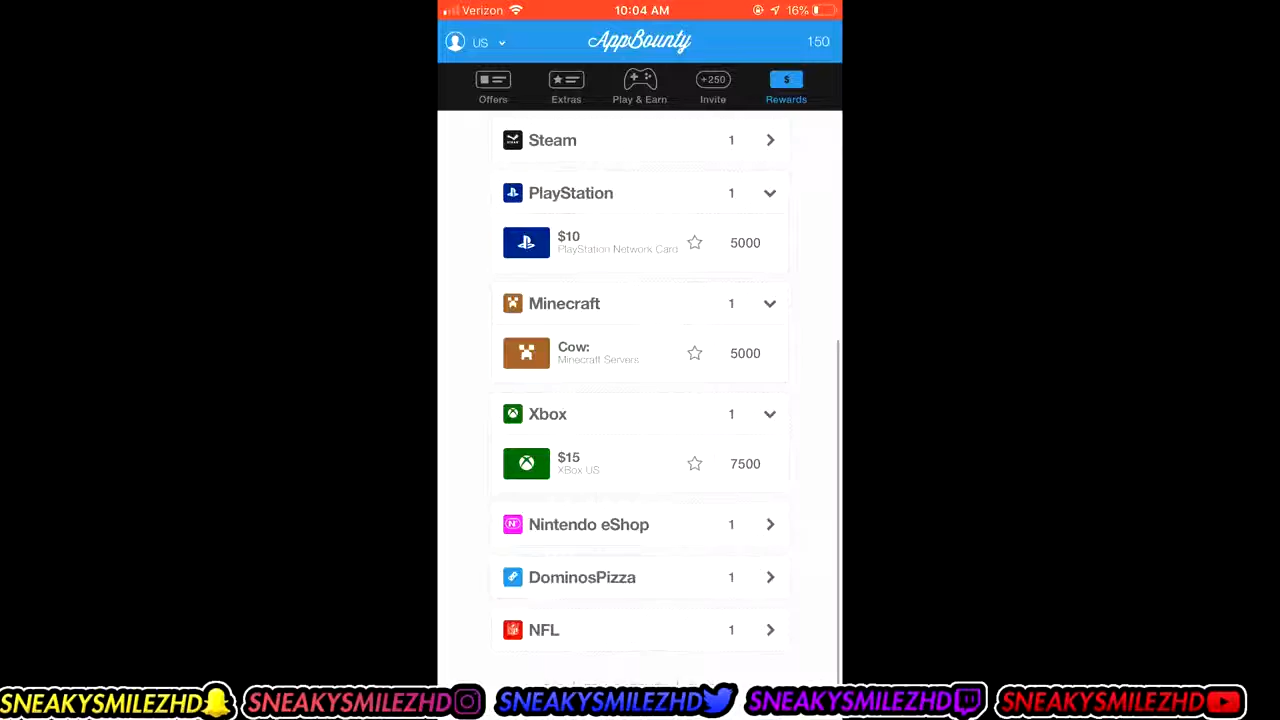 Verizon 10:04 AM 16%
US AppBounty 150
+250
$
Offers Extras Play & Earn Invite Rewards
Steam 1
PlayStation 1
$10
PlayStation Network Card
5000
Minecraft 1
Cow:
Minecraft Servers
5000
Xbox 1
$15
XBox US
7500
Nintendo eShop 1
DominosPizza 1
NFL 1
SNEAKYSMILEZHD SNEAKYSMILEZHD SNEAKYSMILEZHD SNEAKYSMILEZHD SNEAKYSMILEZHD